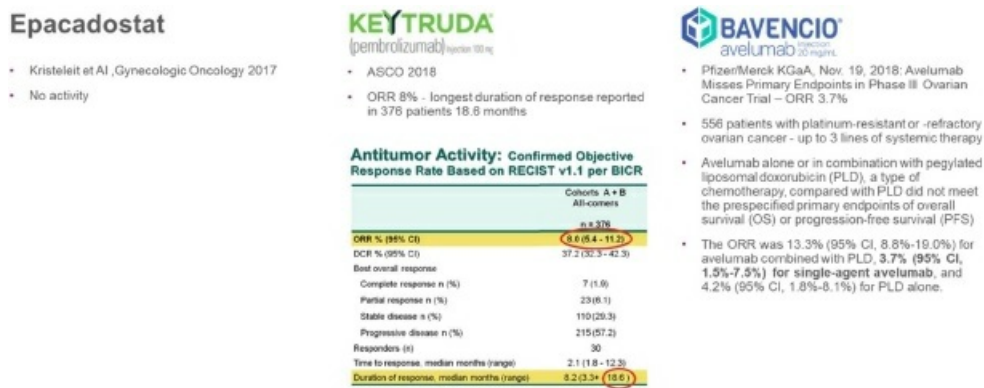 Epacadostat
• Kristeleit et Al ,Gynecologic Oncology 2017
• No activity
KEYTRUDA®
(pembrolizumab) Injection 100 mg
• ASCO 2018
• ORR 8% - longest duration of response reported
in 376 patients 18.6 months
Antitumor Activity: Confirmed Objective
Response Rate Based on RECIST v1.1 per BICR
Cohorts A + B
All-comers
n = 376
ORR % (95% CI) 8.0 (5.4 - 11.2)
DCR % (95% CI) 37.2 (32.3 - 42.3)
Best overall response
Complete response n (%) 7 (1.9)
Partial response n (%) 23 (6.1)
Stable disease n (%) 110 (29.3)
Progressive disease n (%) 215 (57.2)
Responders (n) 30
Time to response, median months (range) 2.1 (1.8 - 12.3)
Duration of response, median months (range) 8.2 (3.3+ (18.6)
BAVENCIO®
avelumab injection
20 mg/mL
• Pfizer/Merck KGaA, Nov. 19, 2018: Avelumab
Misses Primary Endpoints in Phase III Ovarian
Cancer Trial – ORR 3.7%
• 556 patients with platinum-resistant or -refractory
ovarian cancer - up to 3 lines of systemic therapy
• Avelumab alone or in combination with pegylated
liposomal doxorubicin (PLD), a type of
chemotherapy, compared with PLD did not meet
the prespecified primary endpoints of overall
survival (OS) or progression-free survival (PFS)
• The ORR was 13.3% (95% CI, 8.8%-19.0%) for
avelumab combined with PLD, 3.7% (95% CI,
1.5%-7.5%) for single-agent avelumab, and
4.2% (95% CI, 1.8%-8.1%) for PLD alone.